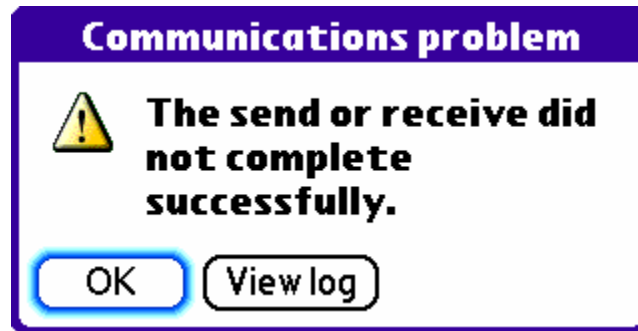 Communications problem
The send or receive did
not complete
successfully.
OK
View log